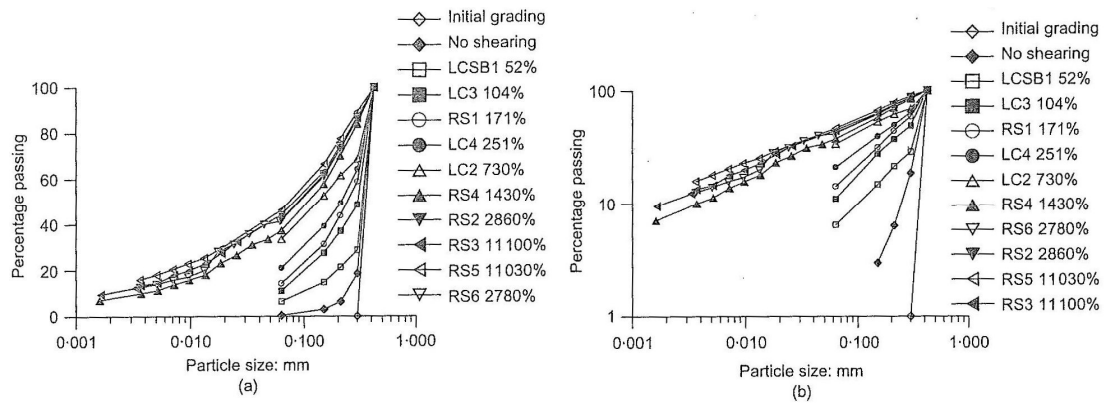 Initial grading
No shearing
LCSB1 52%
LC3 104%
RS1 171%
LC4 251%
LC2 730%
RS4 1430%
RS2 2860%
RS3 11100%
RS5 11030%
RS6 2780%
100
80
60
40
20
0
Percentage passing
0·001
0·010
0·100
1·000
Particle size: mm
(a)
Initial grading
No shearing
LCSB1 52%
LC3 104%
RS1 171%
LC4 251%
LC2 730%
RS4 1430%
RS6 2780%
RS2 2860%
RS5 11030%
RS3 11100%
100
10
1
Percentage passing
0·001
0·010
0·100
1·000
Particle size: mm
(b)